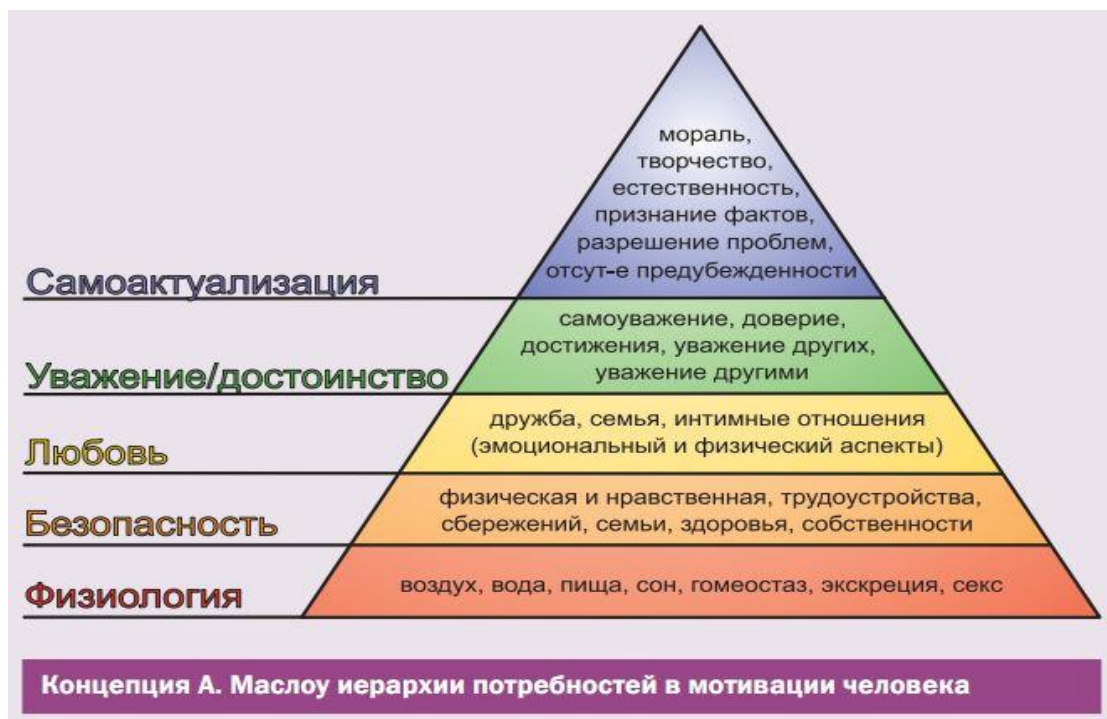 мораль,
творчество,
естественность,
признание фактов,
разрешение проблем,
отсут-е предубежденности
Самоактуализация
самоуважение, доверие,
достижения, уважение других,
уважение другими
Уважение/достоинство
дружба, семья, интимные отношения
(эмоциональный и физический аспекты)
Любовь
физическая и нравственная, трудоустройства,
сбережений, семьи, здоровья, собственности
Безопасность
воздух, вода, пища, сон, гомеостаз, экскреция, секс
Физиология
Концепция А. Маслоу иерархии потребностей в мотивации человека